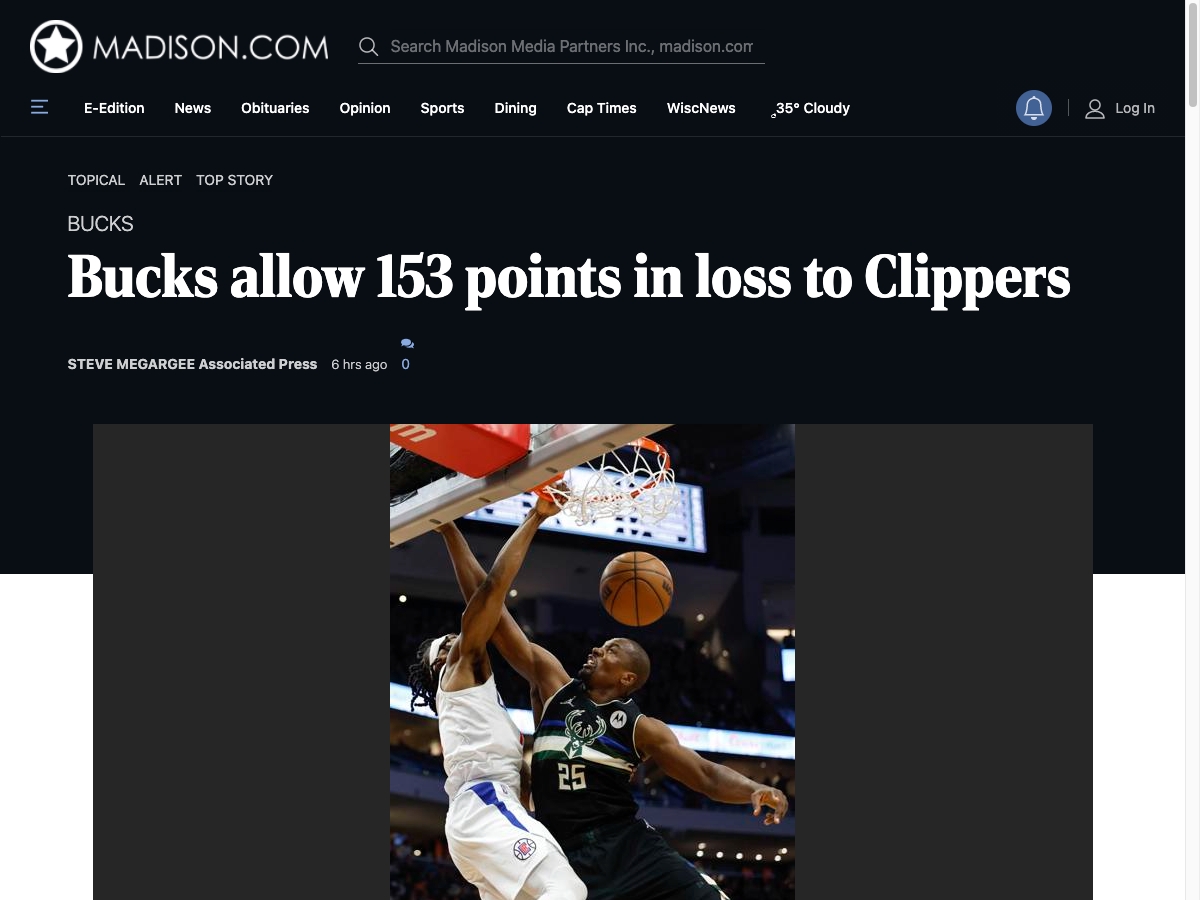 MADISON.COM
Search Madison Media Partners Inc., madison.com
E-Edition News Obituaries Opinion Sports Dining Cap Times WiscNews 35° Cloudy
Log In
TOPICAL ALERT TOP STORY
BUCKS
Bucks allow 153 points in loss to Clippers
STEVE MEGARGEE Associated Press 6 hrs ago 0
25